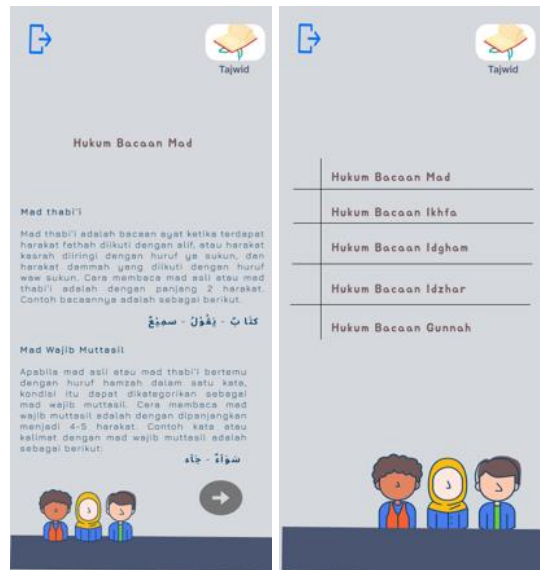 Tajwid
Hukum Bacaan Mad
Mad thabi'i
Mad thabi'i adalah bacaan ayat ketika terdapat
harakat fathah diikuti dengan alif, atau harakat
kasrah diiringi dengan huruf ya sukun, dan
harakat dammah yang diikuti dengan huruf
waw sukun. Cara membaca mad asli atau mad
thabi'i adalah dengan panjang 2 harakat.
Contoh bacaannya adalah sebagai berikut.
كتَا بٌ - يَقُوْلُ - سَمِيْعٌ
Mad Wajib Muttasil
Apabila mad asli atau mad thabi'i bertemu
dengan huruf hamzah dalam satu kata,
kondisi itu dapat dikategorikan sebagai
mad wajib muttasil. Cara membaca mad
wajib muttasil adalah dengan dipanjangkan
menjadi 4-5 harakat. Contoh kata atau
kalimat dengan mad wajib muttasil adalah
sebagai berikut:
سَوَآءٌ - جَآء
Tajwid
Hukum Bacaan Mad
Hukum Bacaan Ikhfa
Hukum Bacaan Idgham
Hukum Bacaan Idzhar
Hukum Bacaan Gunnah